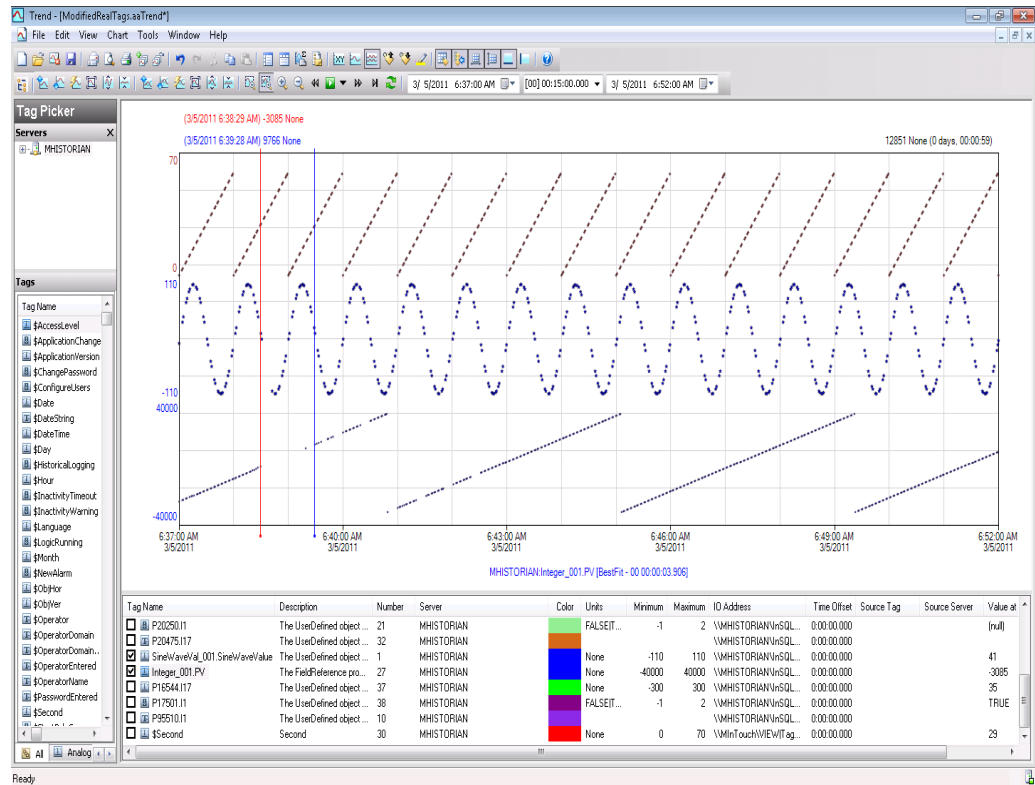 Trend - [ModifiedRealTags.aaTrend*]
File Edit View Chart Tools Window Help
3/ 5/2011 6:37:00 AM [00] 00:15:00.000 3/ 5/2011 6:52:00 AM
Tag Picker
Servers X
MHISTORIAN
Tags
Tag Name
$AccessLevel
$ApplicationChange
$ApplicationVersion
$ChangePassword
$ConfigureUsers
$Date
$DateString
$DateTime
$Day
$HistoricalLogging
$Hour
$InactivityTimeout
$InactivityWarning
$Language
$LogicRunning
$Month
$NewAlarm
$ObjHor
$ObjVer
$Operator
$OperatorDomain
$OperatorDomain..
$OperatorEntered
$OperatorName
$PasswordEntered
$Second
All Analog
(3/5/2011 6:38:29 AM) -3085 None
(3/5/2011 6:39:28 AM) 9766 None 12851 None (0 days, 00:00:59)
70
0
110
-110
40000
-40000
6:37:00 AM 6:40:00 AM 6:43:00 AM 6:46:00 AM 6:49:00 AM 6:52:00 AM
3/5/2011 3/5/2011 3/5/2011 3/5/2011 3/5/2011 3/5/2011
MHISTORIAN:Integer_001.PV [BestFit - 00 00:00:03.906]
Tag Name Description Number Server Color Units Minimum Maximum IO Address Time Offset Source Tag Source Server Value at
P20250.I1 The UserDefined object ... 21 MHISTORIAN FALSE|T... -1 2 \\MHISTORIAN\InSQL... 0:00:00.000 (null)
P20475.I17 The UserDefined object ... 32 MHISTORIAN \\MHISTORIAN\InSQL... 0:00:00.000
SineWaveVal_001.SineWaveValue The UserDefined object ... 1 MHISTORIAN None -110 110 \\MHISTORIAN\InSQL... 0:00:00.000 41
Integer_001.PV The FieldReference pro... 27 MHISTORIAN None -40000 40000 \\MHISTORIAN\InSQL... 0:00:00.000 -3085
P16544.I17 The UserDefined object ... 37 MHISTORIAN None -300 300 \\MHISTORIAN\InSQL... 0:00:00.000 35
P17501.I1 The UserDefined object ... 38 MHISTORIAN FALSE|T... -1 2 \\MHISTORIAN\InSQL... 0:00:00.000 TRUE
P95510.I1 The UserDefined object ... 10 MHISTORIAN \\MHISTORIAN\InSQL... 0:00:00.000
$Second Second 30 MHISTORIAN None 0 70 \\MInTouch\VIEW|Tag... 0:00:00.000 29
Ready